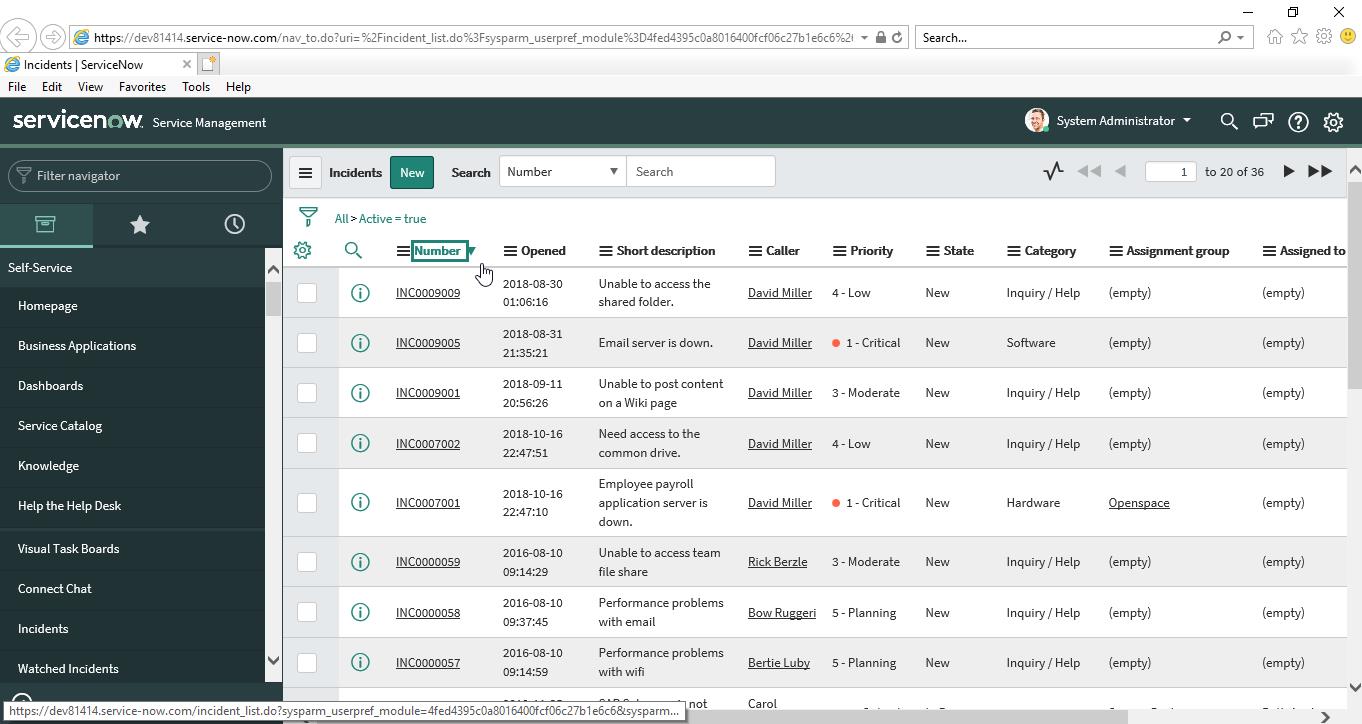 https://dev81414.service-now.com/nav_to.do?uri=%2Fincident_list.do%3Fsysparm_userpref_module%3D4fed4395c0a8016400fcf06c27b1e6c6%2
Search...
Incidents | ServiceNow
File Edit View Favorites Tools Help
servicenow Service Management
System Administrator
Filter navigator
Self-Service
Homepage
Business Applications
Dashboards
Service Catalog
Knowledge
Help the Help Desk
Visual Task Boards
Connect Chat
Incidents
Watched Incidents
Incidents New Search Number Search 1 to 20 of 36
All > Active = true
Number Opened Short description Caller Priority State Category Assignment group Assigned to
INC0009009 2018-08-30 01:06:16 Unable to access the shared folder. David Miller 4 - Low New Inquiry / Help (empty) (empty)
INC0009005 2018-08-31 21:35:21 Email server is down. David Miller 1 - Critical New Software (empty) (empty)
INC0009001 2018-09-11 20:56:26 Unable to post content on a Wiki page David Miller 3 - Moderate New Inquiry / Help (empty) (empty)
INC0007002 2018-10-16 22:47:51 Need access to the common drive. David Miller 4 - Low New Inquiry / Help (empty) (empty)
INC0007001 2018-10-16 22:47:10 Employee payroll application server is down. David Miller 1 - Critical New Hardware Openspace (empty)
INC0000059 2016-08-10 09:14:29 Unable to access team file share Rick Berzle 3 - Moderate New Inquiry / Help (empty) (empty)
INC0000058 2016-08-10 09:37:45 Performance problems with email Bow Ruggeri 5 - Planning New Inquiry / Help (empty) (empty)
INC0000057 2016-08-10 09:14:59 Performance problems with wifi Bertie Luby 5 - Planning New Inquiry / Help (empty) (empty)
not Carol
https://dev81414.service-now.com/incident_list.do?sysparm_userpref_module=4fed4395c0a8016400fcf06c27b1e6c6&sysparm...